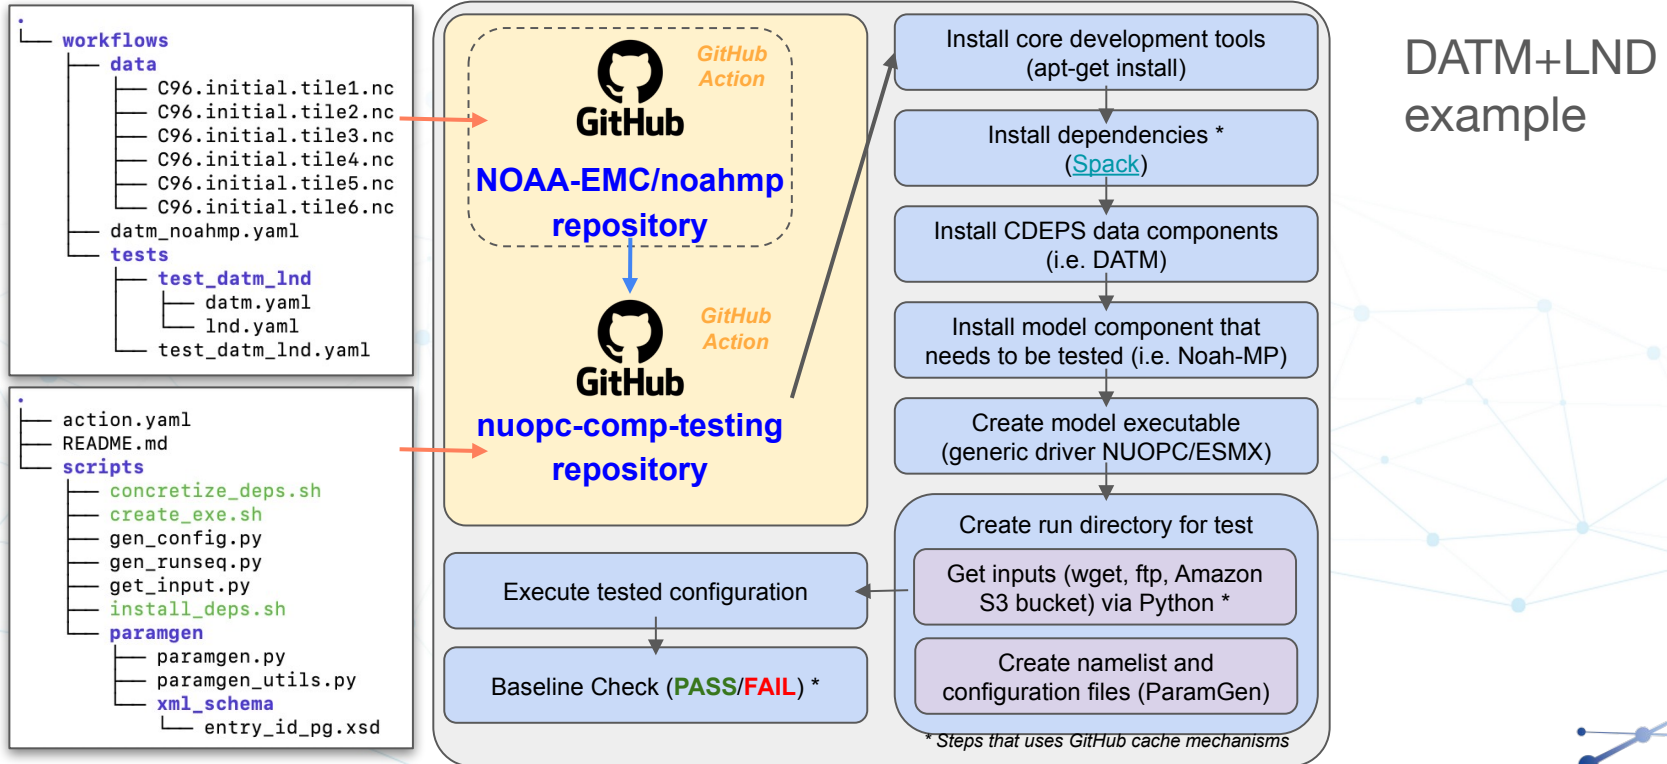 .
└── workflows
    ├── data
    │   ├── C96.initial.tile1.nc
    │   ├── C96.initial.tile2.nc
    │   ├── C96.initial.tile3.nc
    │   ├── C96.initial.tile4.nc
    │   ├── C96.initial.tile5.nc
    │   └── C96.initial.tile6.nc
    ├── datm_noahmp.yaml
    └── tests
        ├── test_datm_lnd
        │   ├── datm.yaml
        │   └── lnd.yaml
        └── test_datm_lnd.yaml
.
├── action.yaml
├── README.md
└── scripts
    ├── concretize_deps.sh
    ├── create_exe.sh
    ├── gen_config.py
    ├── gen_runseq.py
    ├── get_input.py
    ├── install_deps.sh
    └── paramgen
        ├── paramgen.py
        ├── paramgen_utils.py
        └── xml_schema
            └── entry_id_pg.xsd
GitHub
Action
GitHub
NOAA-EMC/noahmp
repository
GitHub
Action
GitHub
nuopc-comp-testing
repository
Install core development tools
(apt-get install)
Install dependencies *
(Spack)
Install CDEPS data components
(i.e. DATM)
Install model component that
needs to be tested (i.e. Noah-MP)
Create model executable
(generic driver NUOPC/ESMX)
Create run directory for test
Get inputs (wget, ftp, Amazon
S3 bucket) via Python *
Create namelist and
configuration files (ParamGen)
Execute tested configuration
Baseline Check (PASS/FAIL) *
* Steps that uses GitHub cache mechanisms
DATM+LND
example